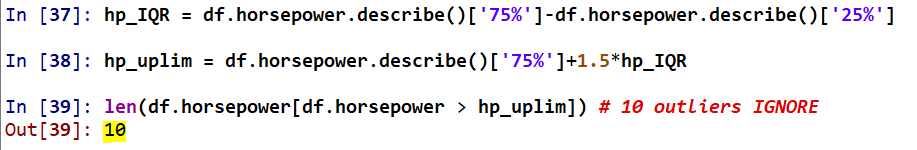 In [37]: hp_IQR = df.horsepower.describe()['75%']-df.horsepower.describe()['25%']
In [38]: hp_uplim = df.horsepower.describe()['75%']+1.5*hp_IQR
In [39]: len(df.horsepower[df.horsepower > hp_uplim]) # 10 outliers IGNORE
Out[39]: 10